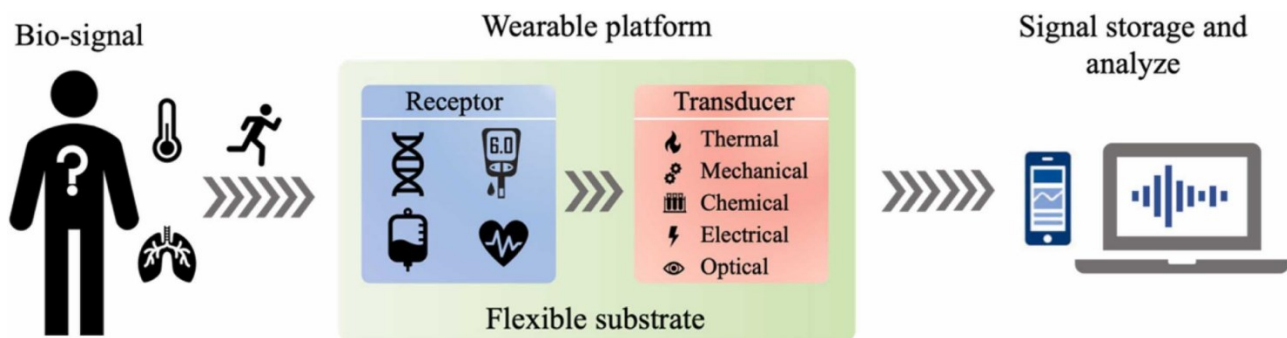 Bio-signal
Wearable platform
Signal storage and
analyze
Receptor
6.0
Transducer
Thermal
Mechanical
Chemical
Electrical
Optical
Flexible substrate
?